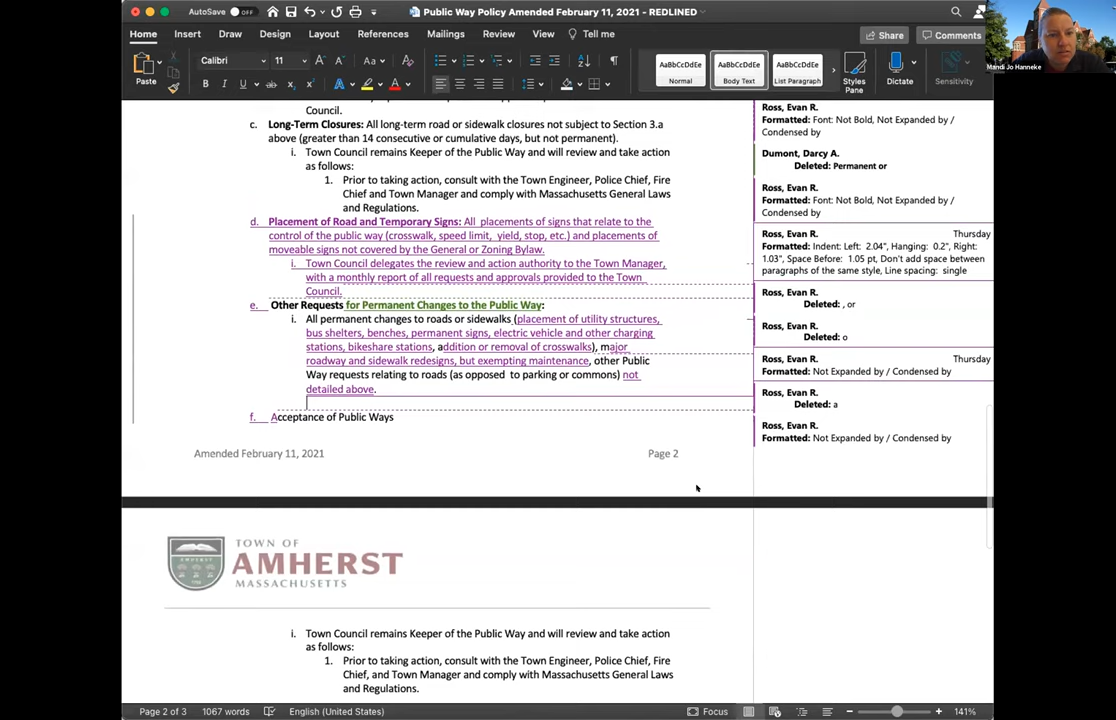 AutoSave OFF
Public Way Policy Amended February 11, 2021 - REDLINED
Home Insert Draw Design Layout References Mailings Review View Tell me
Share Comments
Mandi Jo Hanneke
Paste
Calibri 11
AaBbCcDdEe AaBbCcDdEe AaBbCcDdEe
Normal Body Text List Paragraph
Styles Pane
Dictate
Sensitivity
Council.
c. Long-Term Closures: All long-term road or sidewalk closures not subject to Section 3.a
above (greater than 14 consecutive or cumulative days, but not permanent).
i. Town Council remains Keeper of the Public Way and will review and take action
as follows:
1. Prior to taking action, consult with the Town Engineer, Police Chief, Fire
Chief and Town Manager and comply with Massachusetts General Laws
and Regulations.
d. Placement of Road and Temporary Signs: All placements of signs that relate to the
control of the public way (crosswalk, speed limit, yield, stop, etc.) and placements of
moveable signs not covered by the General or Zoning Bylaw.
i. Town Council delegates the review and action authority to the Town Manager,
with a monthly report of all requests and approvals provided to the Town
Council.
e. Other Requests for Permanent Changes to the Public Way:
i. All permanent changes to roads or sidewalks (placement of utility structures,
bus shelters, benches, permanent signs, electric vehicle and other charging
stations, bikeshare stations, addition or removal of crosswalks), major
roadway and sidewalk redesigns, but exempting maintenance, other Public
Way requests relating to roads (as opposed to parking or commons) not
detailed above.
f. Acceptance of Public Ways
Amended February 11, 2021 Page 2
Ross, Evan R.
Formatted: Font: Not Bold, Not Expanded by /
Condensed by
Dumont, Darcy A.
Deleted: Permanent or
Ross, Evan R.
Formatted: Font: Not Bold, Not Expanded by /
Condensed by
Ross, Evan R. Thursday
Formatted: Indent: Left: 2.04", Hanging: 0.2", Right:
1.03", Space Before: 1.05 pt, Don't add space between
paragraphs of the same style, Line spacing: single
Ross, Evan R.
Deleted: , or
Ross, Evan R.
Deleted: o
Ross, Evan R. Thursday
Formatted: Not Expanded by / Condensed by
Ross, Evan R.
Deleted: a
Ross, Evan R.
Formatted: Not Expanded by / Condensed by
TOWN OF
AMHERST
MASSACHUSETTS
i. Town Council remains Keeper of the Public Way and will review and take action
as follows:
1. Prior to taking action, consult with the Town Engineer, Police Chief, Fire
Chief, and Town Manager and comply with Massachusetts General Laws
and Regulations.
Page 2 of 3 1067 words English (United States) Focus 141%